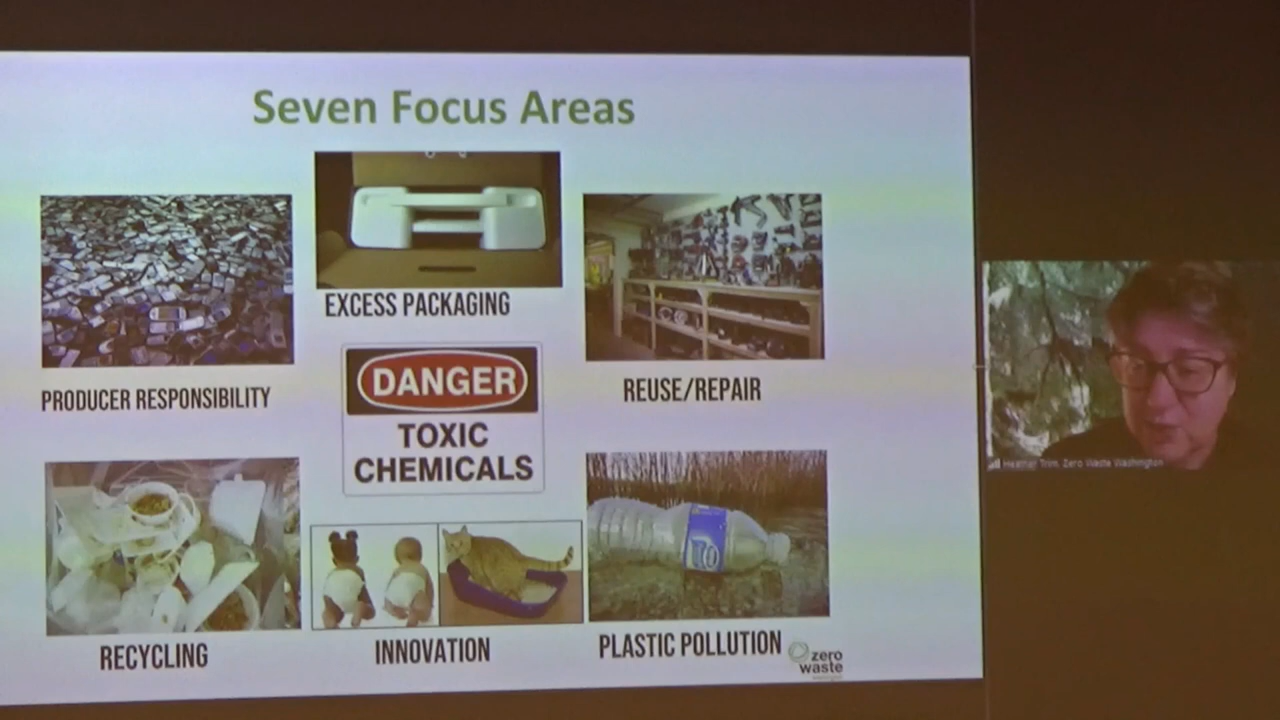 Seven Focus Areas
EXCESS PACKAGING
PRODUCER RESPONSIBILITY
REUSE/REPAIR
DANGER
TOXIC
CHEMICALS
RECYCLING
INNOVATION
PLASTIC POLLUTION
zero
waste
Heather Trim, Zero Waste Washington